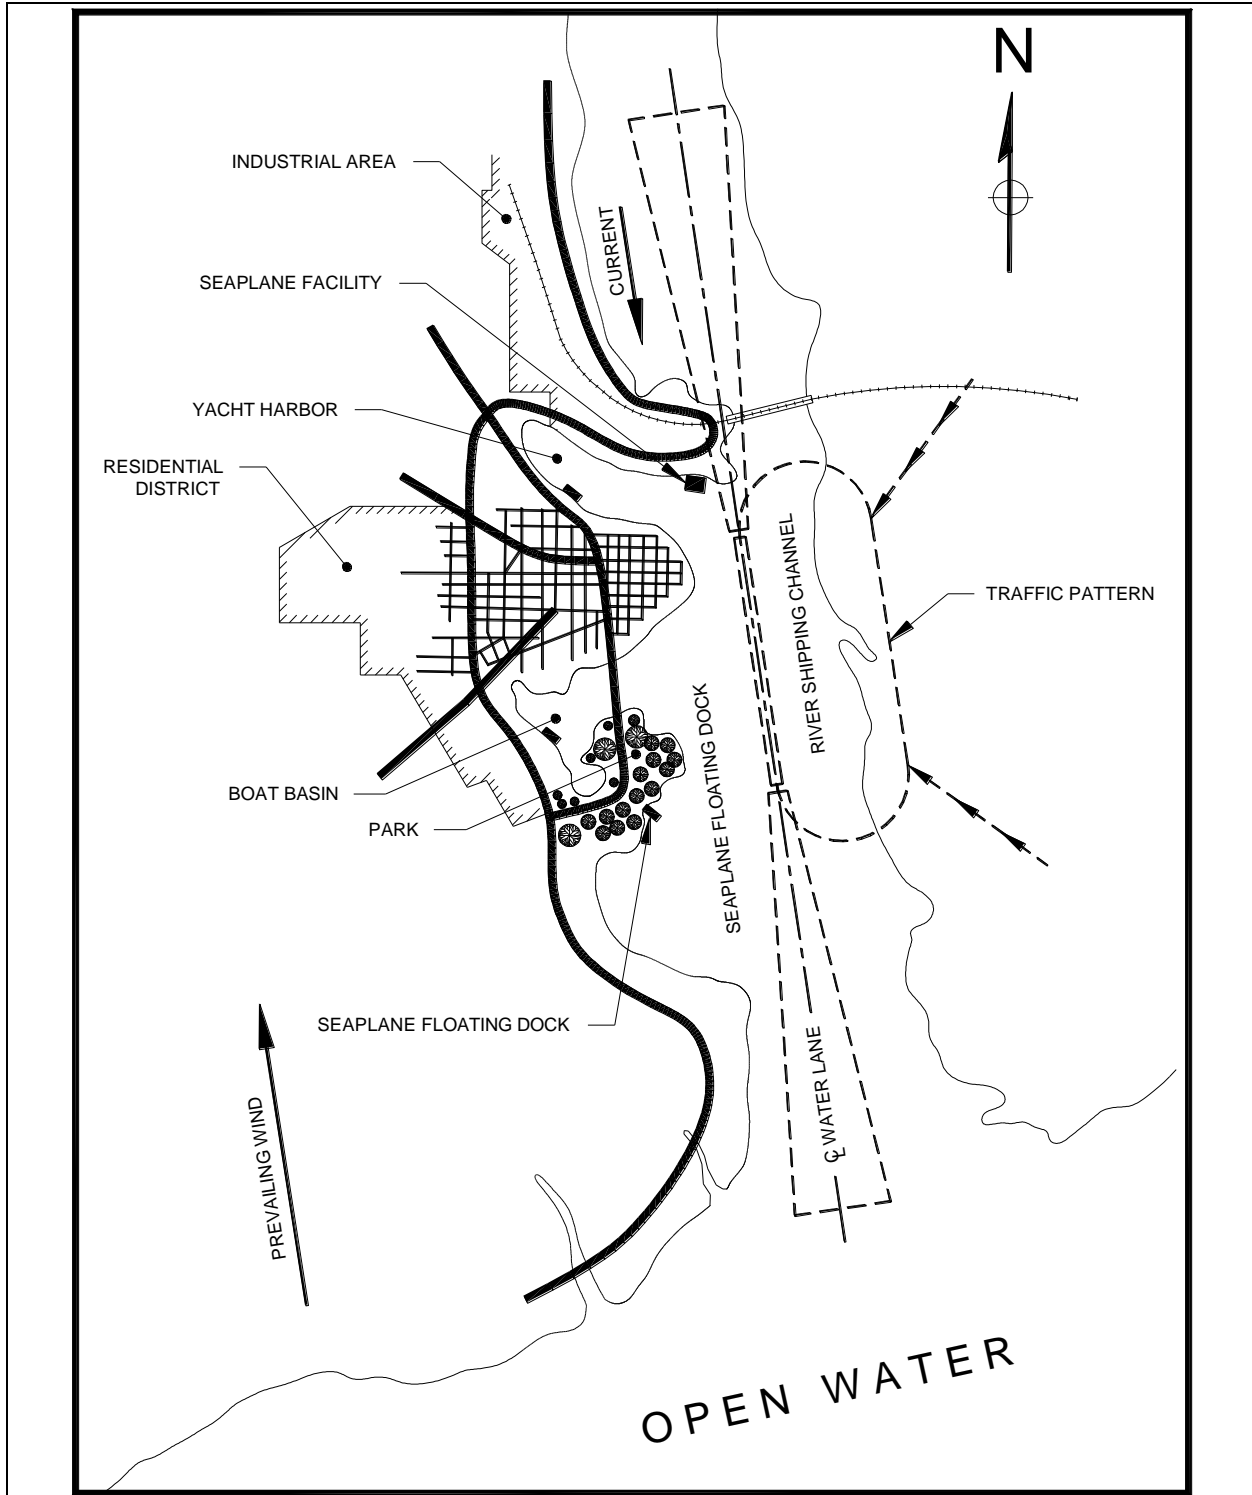 N
INDUSTRIAL AREA
CURRENT
SEAPLANE FACILITY
YACHT HARBOR
RESIDENTIAL
DISTRICT
RIVER SHIPPING CHANNEL
TRAFFIC PATTERN
SEAPLANE FLOATING DOCK
BOAT BASIN
PARK
SEAPLANE FLOATING DOCK
℄ WATER LANE
PREVAILING WIND
OPEN WATER